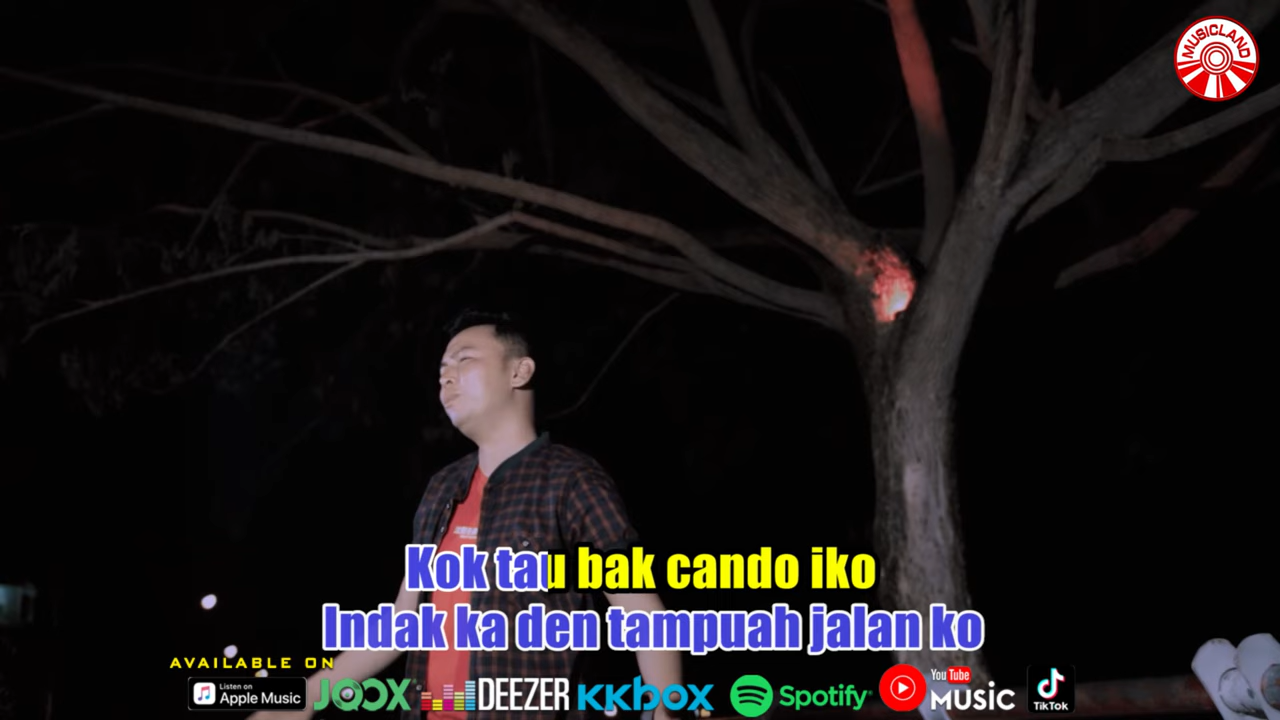 MUSICLAND
Kok tau bak cando iko
Indak ka den tampuah jalan ko
AVAILABLE ON
Listen on
Apple Music
JOOX
DEEZER
KKBOX
Spotify
YouTube
MUSIC
TikTok